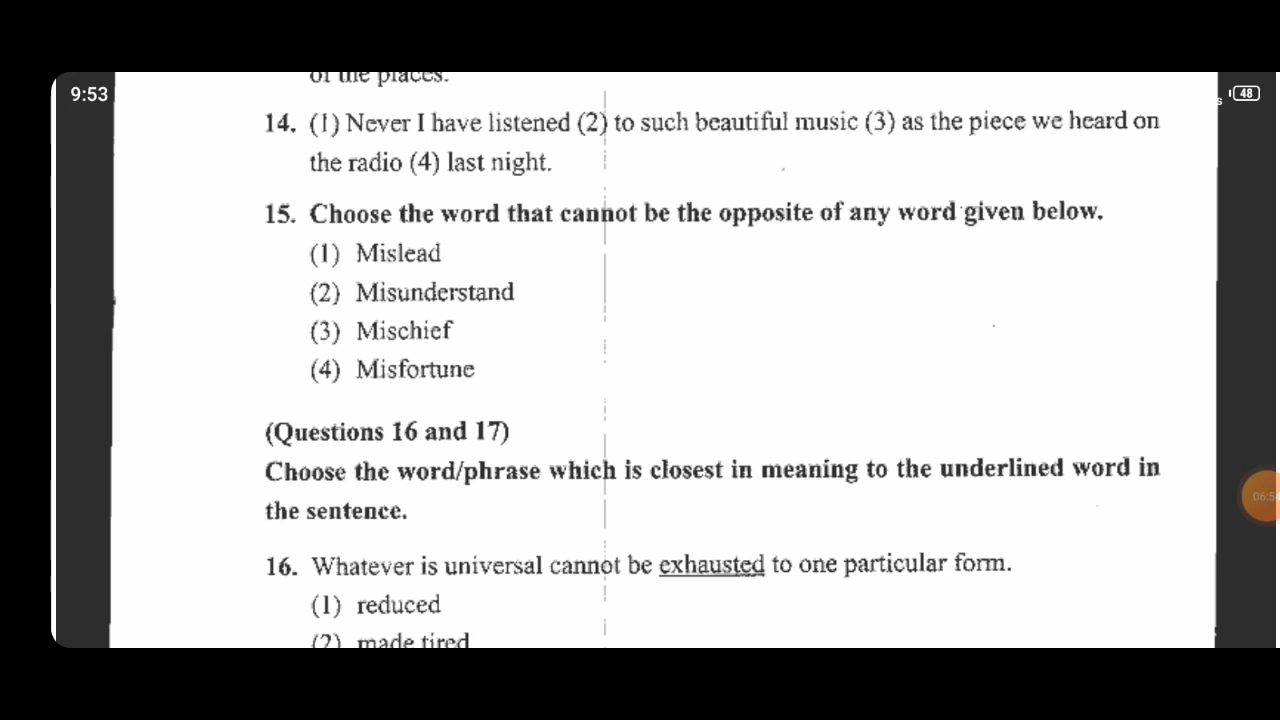 of the places.
9:53
48
14. (1) Never I have listened (2) to such beautiful music (3) as the piece we heard on
the radio (4) last night.
15. Choose the word that cannot be the opposite of any word given below.
(1) Mislead
(2) Misunderstand
(3) Mischief
(4) Misfortune
(Questions 16 and 17)
Choose the word/phrase which is closest in meaning to the underlined word in
the sentence.
16. Whatever is universal cannot be exhausted to one particular form.
(1) reduced
(2) made tired